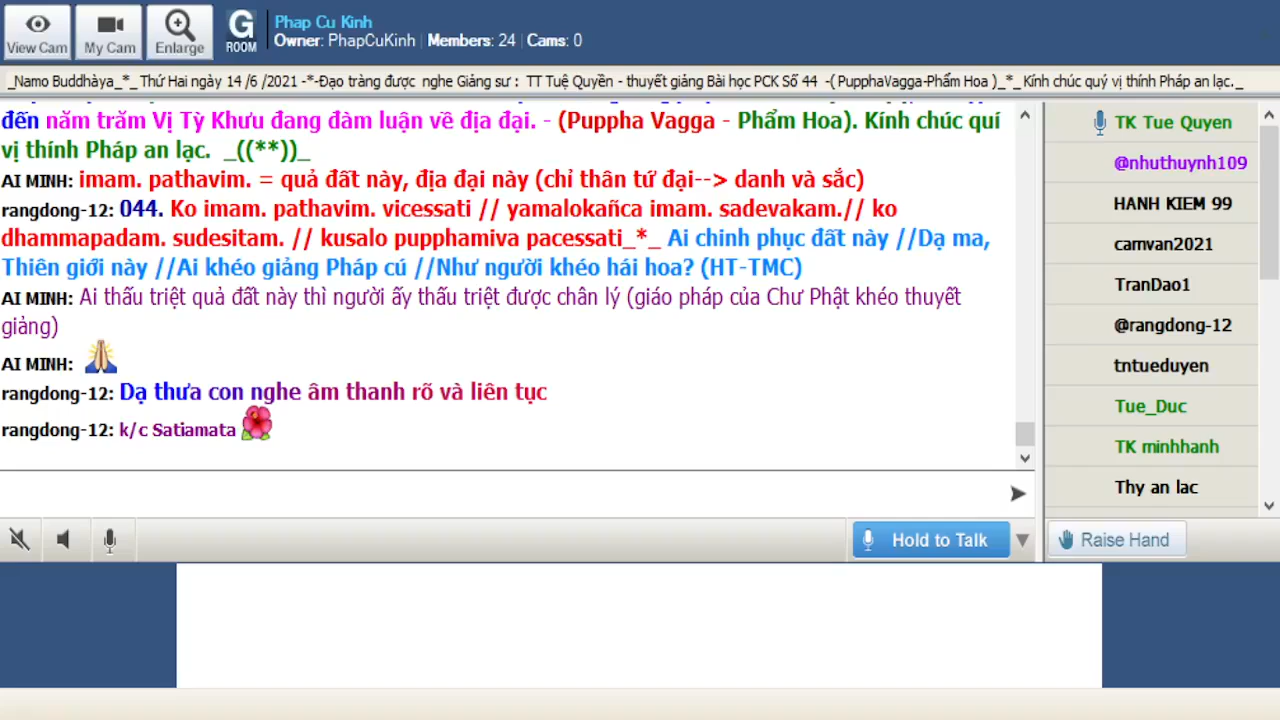 View Cam
My Cam
Enlarge
G
ROOM
Phap Cu Kinh
Owner: PhapCuKinh | Members: 24 | Cams: 0
_Namo Buddhàya_*_Thứ Hai ngày 14 /6 /2021 -*-Đạo tràng được nghe Giảng sư : TT Tuệ Quyền - thuyết giảng Bài học PCK Số 44 -( PupphaVagga-Phẩm Hoa )_*_Kính chúc quý vị thính Pháp an lạc._
đến năm trăm Vị Tỳ Khưu đang đàm luận về địa đại. - (Puppha Vagga - Phẩm Hoa). Kính chúc quí
vị thính Pháp an lạc. _((**))_
AI MINH: imam. pathavim. = quả đất này, địa đại này (chỉ thân tứ đại--> danh và sắc)
rangdong-12: 044. Ko imam. pathavim. vicessati // yamalokañca imam. sadevakam.// ko
dhammapadam. sudesitam. // kusalo pupphamiva pacessati_*_ Ai chinh phục đất này //Dạ ma,
Thiên giới này //Ai khéo giảng Pháp cú //Như người khéo hái hoa? (HT-TMC)
AI MINH: Ai thấu triệt quả đất này thì người ấy thấu triệt được chân lý (giáo pháp của Chư Phật khéo thuyết
giảng)
AI MINH:
rangdong-12: Dạ thưa con nghe âm thanh rõ và liên tục
rangdong-12: k/c Satiamata
TK Tue Quyen
@nhuthuynh109
HANH KIEM 99
camvan2021
TranDao1
@rangdong-12
tntueduyen
Tue_Duc
TK minhhanh
Thy an lac
Hold to Talk
Raise Hand